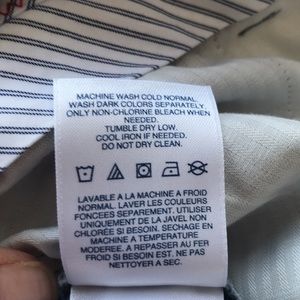 MACHINE WASH COLD NORMAL.
WASH DARK COLORS SEPARATELY.
ONLY NON-CHLORINE BLEACH WHEN
NEEDED.
TUMBLE DRY LOW.
COOL IRON IF NEEDED.
DO NOT DRY CLEAN.
LAVABLE A LA MACHINE A FROID
NORMAL. LAVER LES COULEURS
FONCEES SEPAREMENT. UTILISER
UNIQUEMENT DE LA JAVEL NON
CHLOREE SI BESOIN. SECHAGE EN
MACHINE A TEMPERATURE
MODEREE. A REPASSER AU FER
FROID SI BESOIN. NE PAS
NETTOYER A SEC.